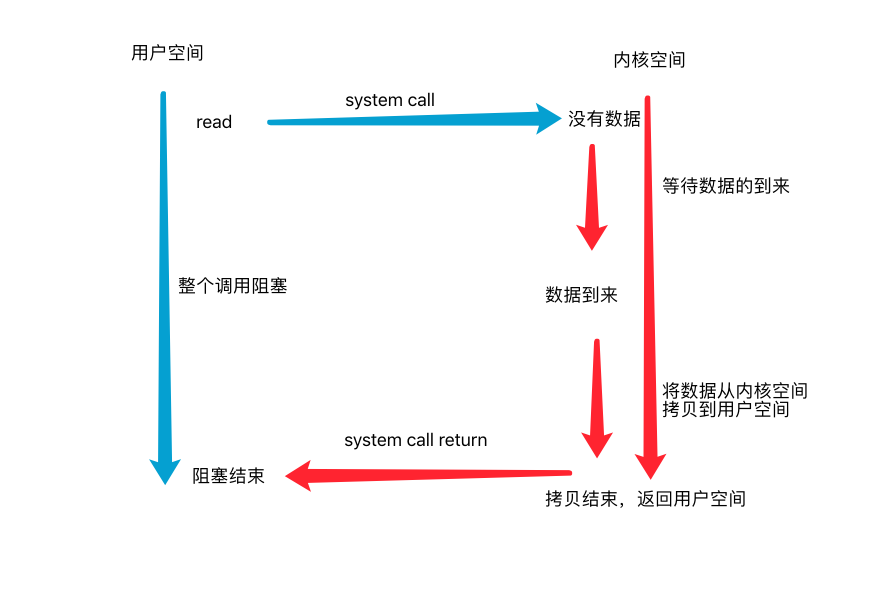 用户空间
内核空间
system call
read
没有数据
等待数据的到来
整个调用阻塞
数据到来
将数据从内核空间
拷贝到用户空间
system call return
阻塞结束
拷贝结束，返回用户空间